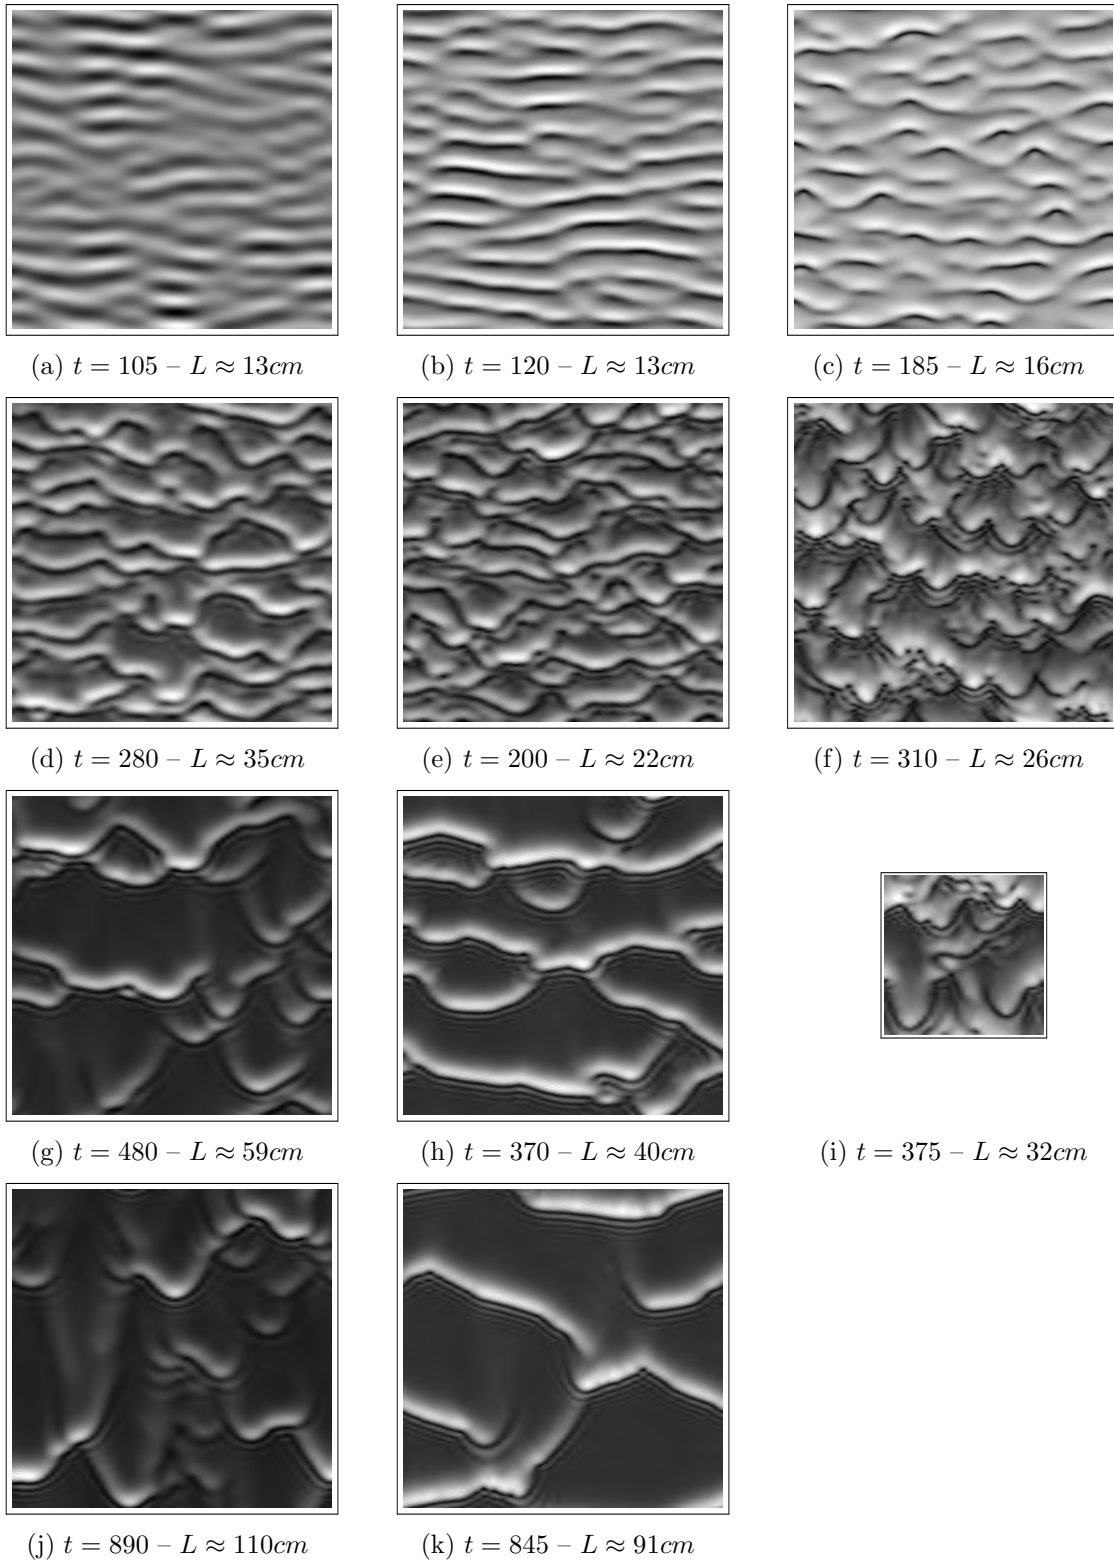 (a) t = 105 – L ≈ 13cm
(b) t = 120 – L ≈ 13cm
(c) t = 185 – L ≈ 16cm
(d) t = 280 – L ≈ 35cm
(e) t = 200 – L ≈ 22cm
(f) t = 310 – L ≈ 26cm
(g) t = 480 – L ≈ 59cm
(h) t = 370 – L ≈ 40cm
(i) t = 375 – L ≈ 32cm
(j) t = 890 – L ≈ 110cm
(k) t = 845 – L ≈ 91cm